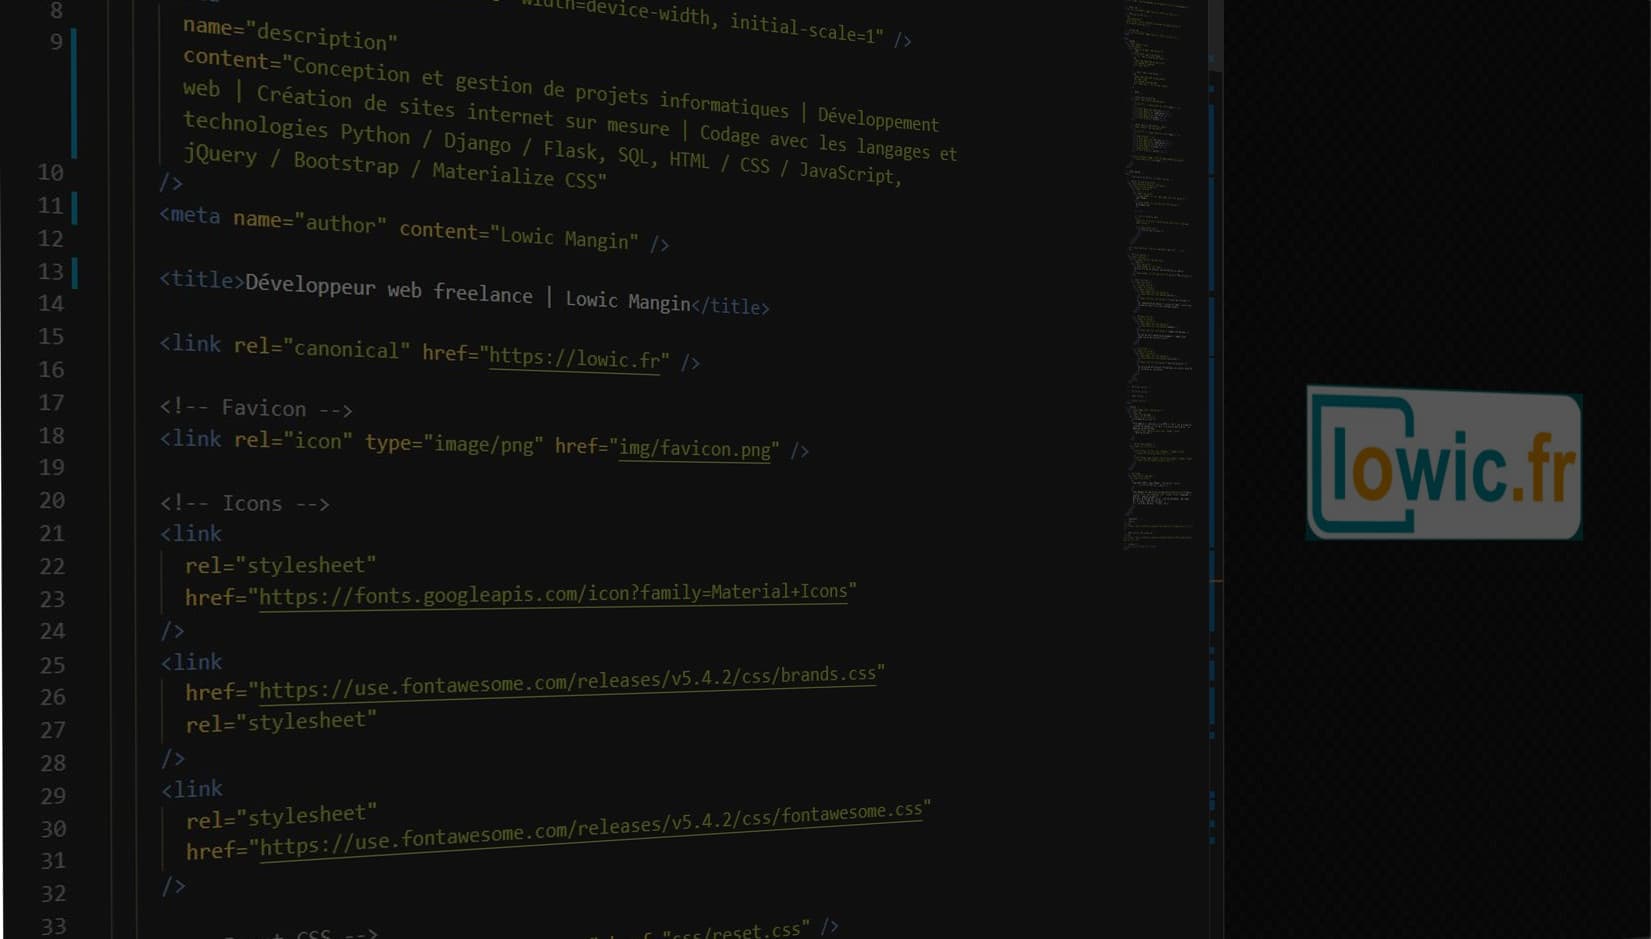 8
width=device-width, initial-scale=1" />
9 name="description"
content="Conception et gestion de projets informatiques | Développement
web | Création de sites internet sur mesure | Codage avec les langages et
technologies Python / Django / Flask, SQL, HTML / CSS / JavaScript,
jQuery / Bootstrap / Materialize CSS"
10 />
11 <meta name="author" content="Lowic Mangin" />
12
13 <title>Développeur web freelance | Lowic Mangin</title>
14
15 <link rel="canonical" href="https://lowic.fr" />
16
17 <!-- Favicon -->
18 <link rel="icon" type="image/png" href="img/favicon.png" />
19
20 <!-- Icons -->
21 <link
22 rel="stylesheet"
23 href="https://fonts.googleapis.com/icon?family=Material+Icons"
24 />
25 <link
26 href="https://use.fontawesome.com/releases/v5.4.2/css/brands.css"
27 rel="stylesheet"
28 />
29 <link
30 rel="stylesheet"
31 href="https://use.fontawesome.com/releases/v5.4.2/css/fontawesome.css"
32 />
33
CSS -->
"css/reset.css" />
lowic.fr